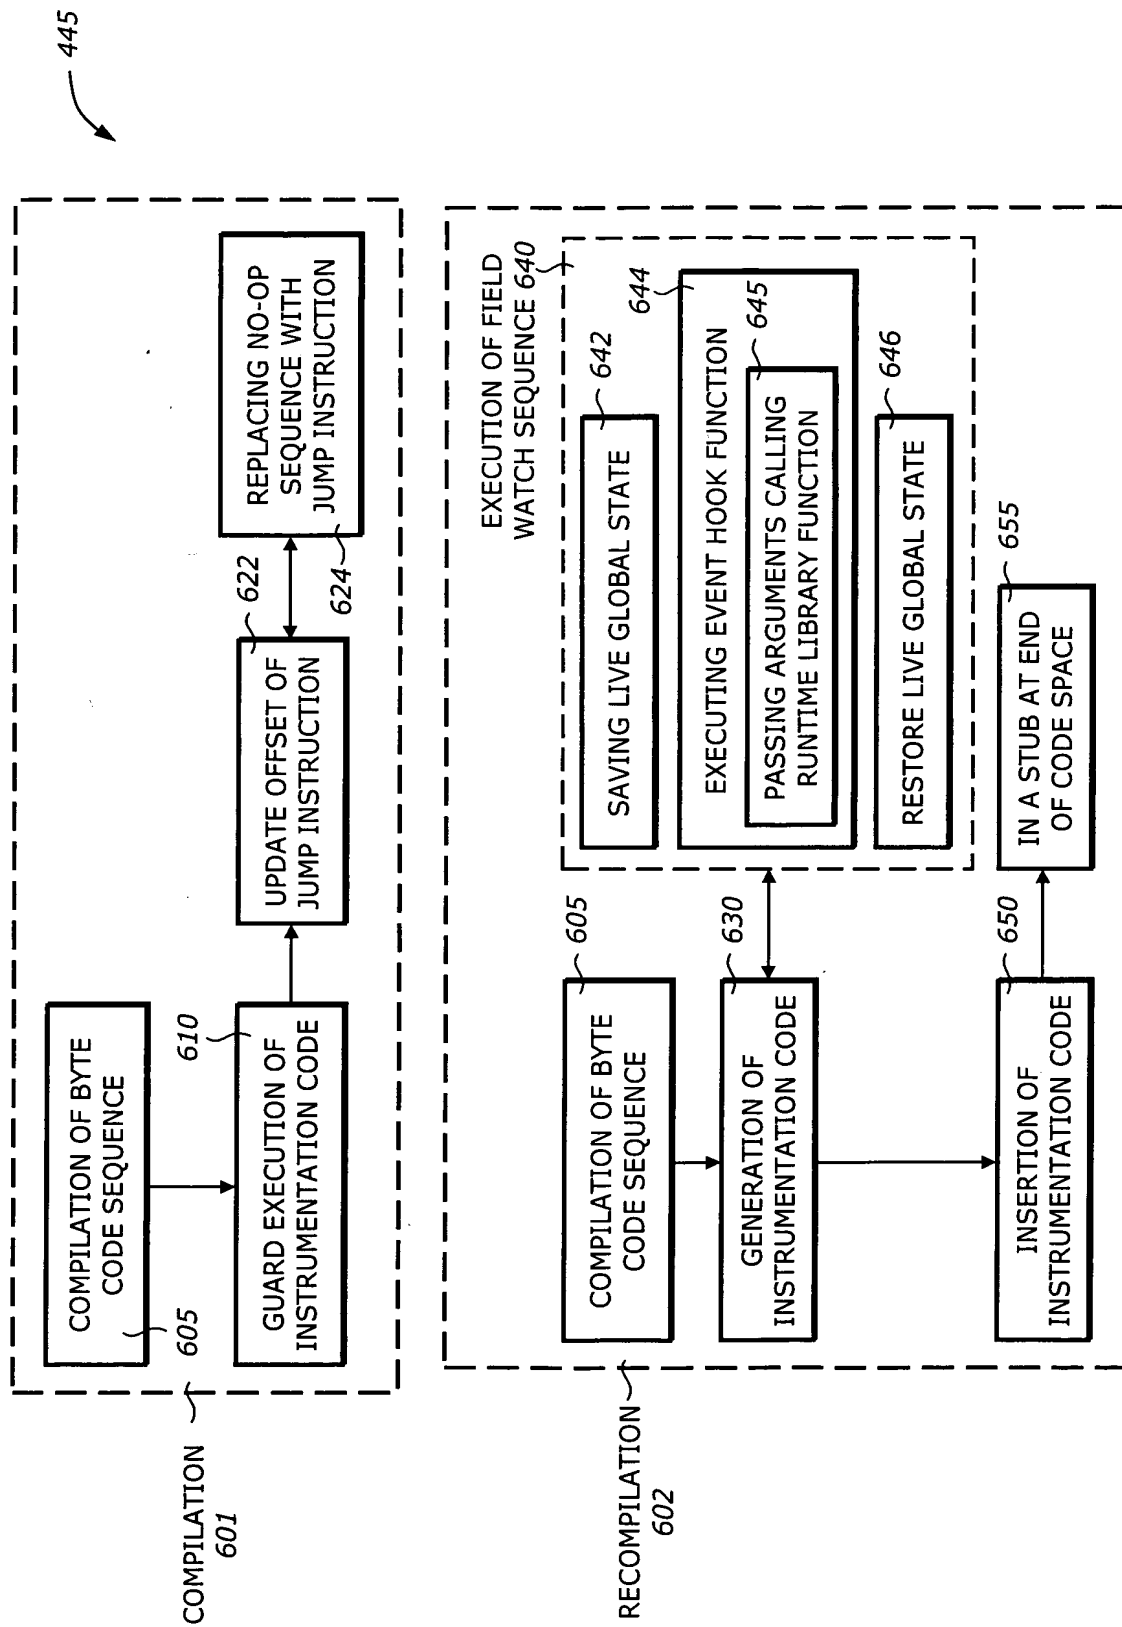 445
COMPILATION
601
COMPILATION OF BYTE
CODE SEQUENCE
605
GUARD EXECUTION OF
INSTRUMENTATION CODE
610
UPDATE OFFSET OF
JUMP INSTRUCTION
622
REPLACING NO-OP
SEQUENCE WITH
JUMP INSTRUCTION
624
RECOMPILATION
602
COMPILATION OF BYTE
CODE SEQUENCE
605
GENERATION OF
INSTRUMENTATION CODE
630
EXECUTION OF FIELD
WATCH SEQUENCE 640
SAVING LIVE GLOBAL STATE
642
EXECUTING EVENT HOOK FUNCTION
644
PASSING ARGUMENTS CALLING
RUNTIME LIBRARY FUNCTION
645
RESTORE LIVE GLOBAL STATE
646
INSERTION OF
INSTRUMENTATION CODE
650
IN A STUB AT END
OF CODE SPACE
655